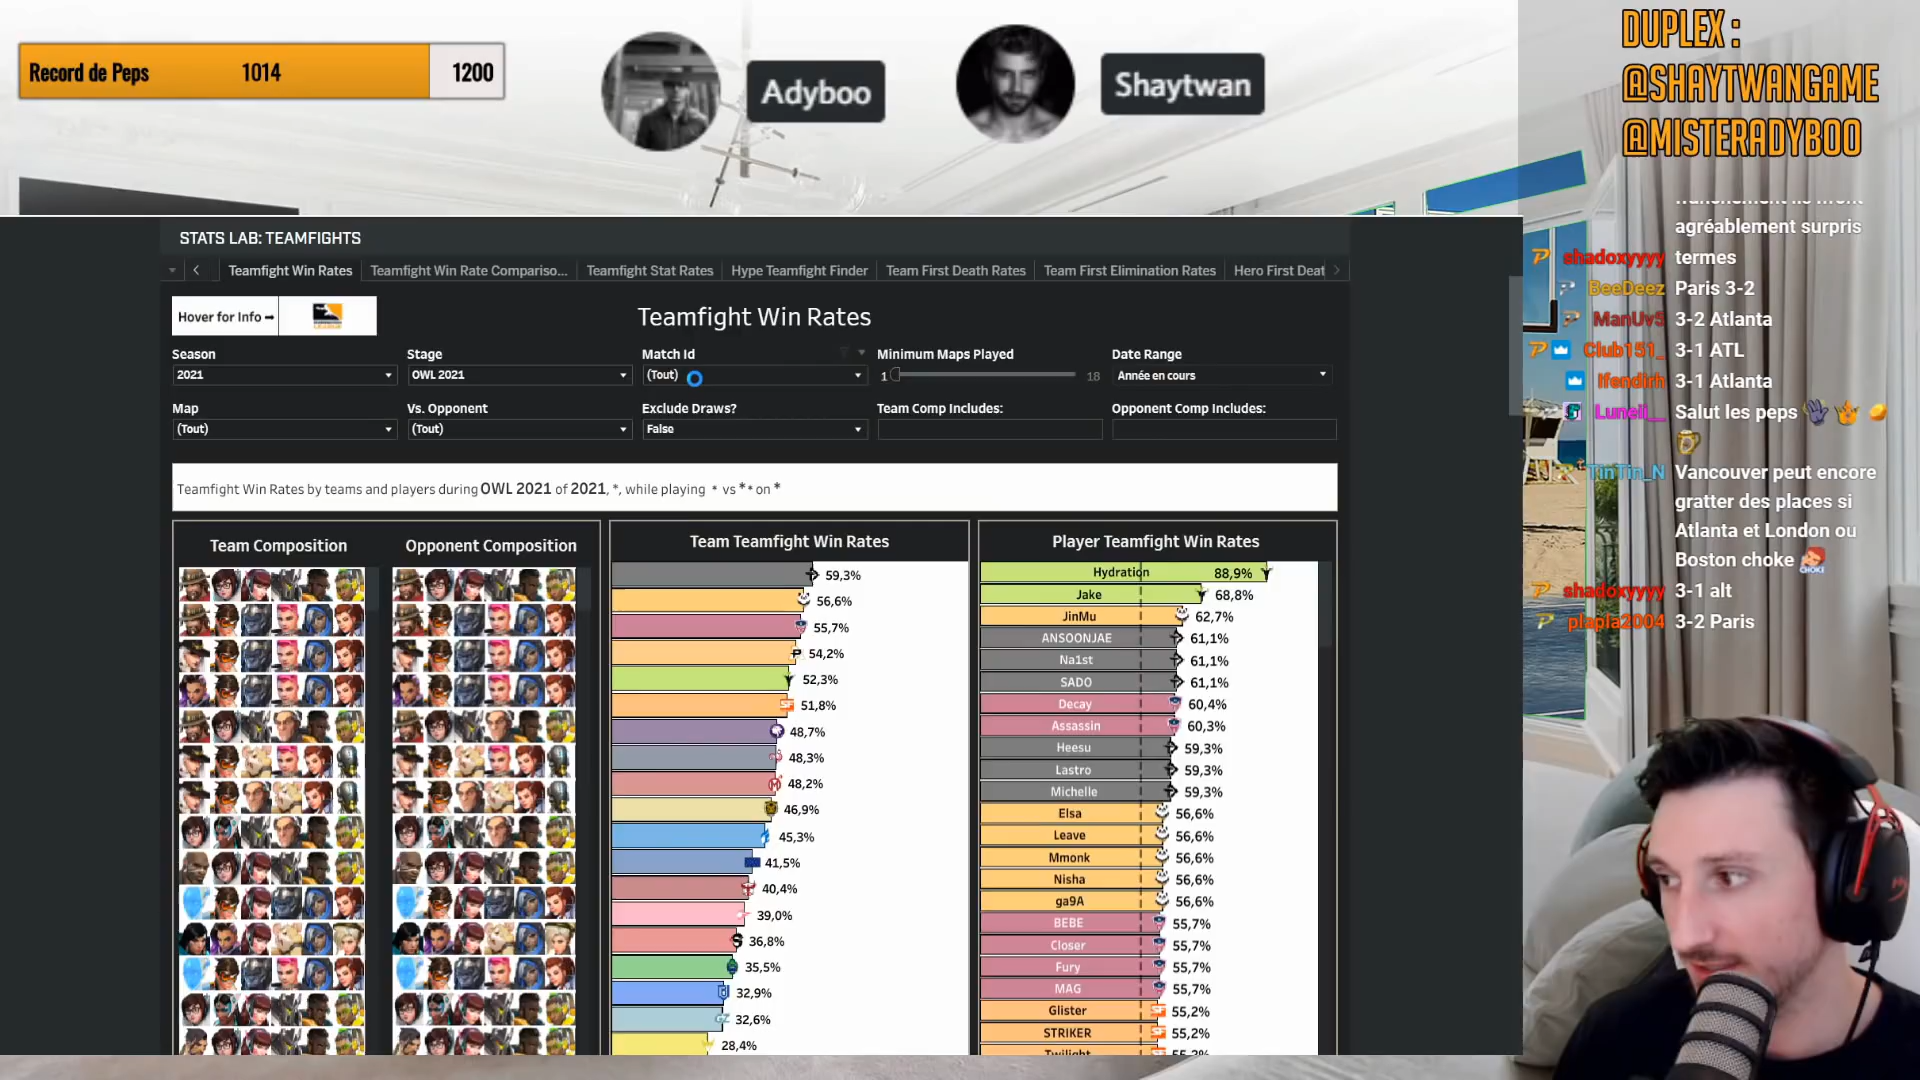 Record de Peps 1014 1200
Adyboo
Shaytwan
DUPLEX :
@SHAYTWANGAME
@MISTERADYBOO
STATS LAB: TEAMFIGHTS
Teamfight Win Rates
Teamfight Win Rate Compariso...
Teamfight Stat Rates
Hype Teamfight Finder
Team First Death Rates
Team First Elimination Rates
Hero First Deat
Hover for Info
Teamfight Win Rates
Season
2021
Stage
OWL 2021
Match Id
(Tout)
Minimum Maps Played
1 18
Date Range
Année en cours
Map
(Tout)
Vs. Opponent
(Tout)
Exclude Draws?
False
Team Comp Includes:
Opponent Comp Includes:
Teamfight Win Rates by teams and players during OWL 2021 of 2021, *, while playing * vs * * on *
Team Composition
Opponent Composition
Team Teamfight Win Rates
59,3%
56,6%
55,7%
54,2%
52,3%
51,8%
48,7%
48,3%
48,2%
46,9%
45,3%
41,5%
40,4%
39,0%
36,8%
35,5%
32,9%
32,6%
28,4%
Player Teamfight Win Rates
Hydration 88,9%
Jake 68,8%
JinMu 62,7%
ANSOONJAE 61,1%
Na1st 61,1%
SADO 61,1%
Decay 60,4%
Assassin 60,3%
Heesu 59,3%
Lastro 59,3%
Michelle 59,3%
Elsa 56,6%
Leave 56,6%
Mmonk 56,6%
Nisha 56,6%
ga9A 56,6%
BEBE 55,7%
Closer 55,7%
Fury 55,7%
MAG 55,7%
Glister 55,2%
STRIKER 55,2%
Twilight 55,2%
agréablement surpris
shadoxyyyy termes
BeeDeez Paris 3-2
ManUv5 3-2 Atlanta
Club151_ 3-1 ATL
Ifendirh 3-1 Atlanta
Luneii__ Salut les peps
TinTin_N Vancouver peut encore
gratter des places si
Atlanta et London ou
Boston choke
shadoxyyyy 3-1 alt
plapla2004 3-2 Paris